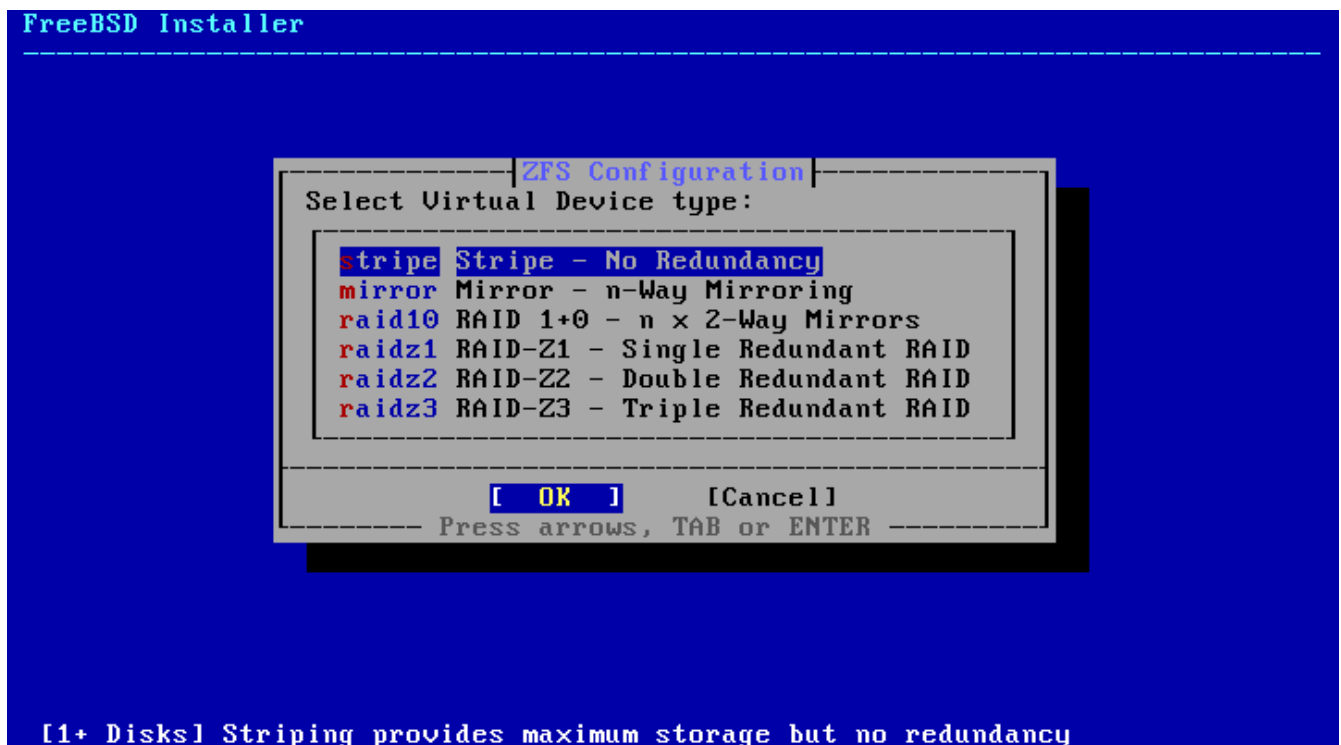 FreeBSD Installer
ZFS Configuration
Select Virtual Device type:
stripe Stripe - No Redundancy
mirror Mirror - n-Way Mirroring
raid10 RAID 1+0 - n x 2-Way Mirrors
raidz1 RAID-Z1 - Single Redundant RAID
raidz2 RAID-Z2 - Double Redundant RAID
raidz3 RAID-Z3 - Triple Redundant RAID
[ OK ] [Cancel]
Press arrows, TAB or ENTER
[1+ Disks] Striping provides maximum storage but no redundancy